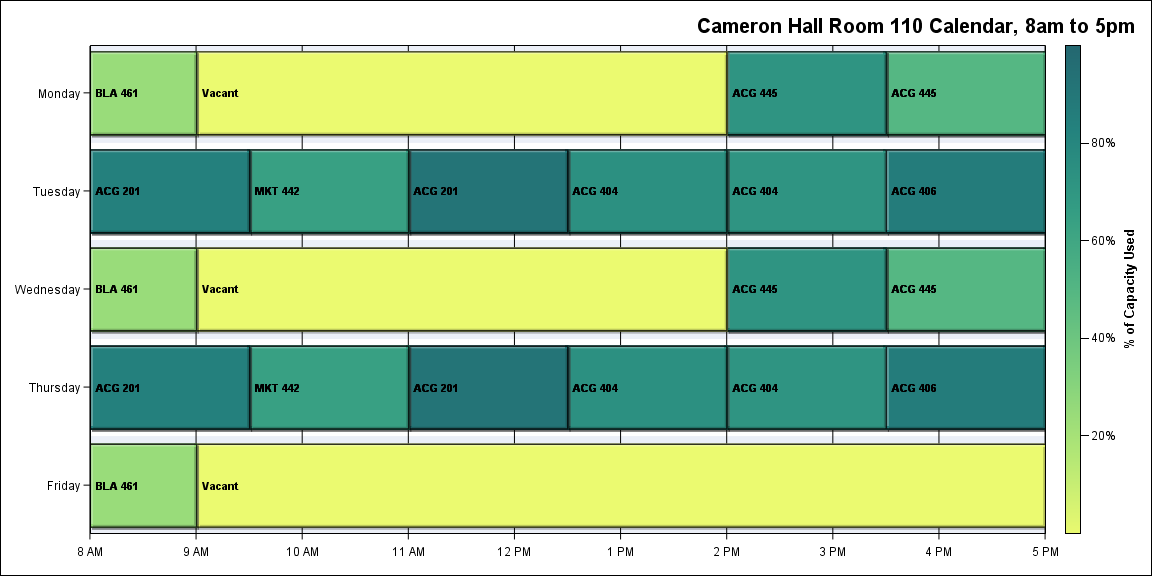 Cameron Hall Room 110 Calendar, 8am to 5pm
Monday
BLA 461
Vacant
ACG 445
ACG 445
Tuesday
ACG 201
MKT 442
ACG 201
ACG 404
ACG 404
ACG 406
Wednesday
BLA 461
Vacant
ACG 445
ACG 445
Thursday
ACG 201
MKT 442
ACG 201
ACG 404
ACG 404
ACG 406
Friday
BLA 461
Vacant
8 AM
9 AM
10 AM
11 AM
12 PM
1 PM
2 PM
3 PM
4 PM
5 PM
80%
60%
40%
20%
% of Capacity Used